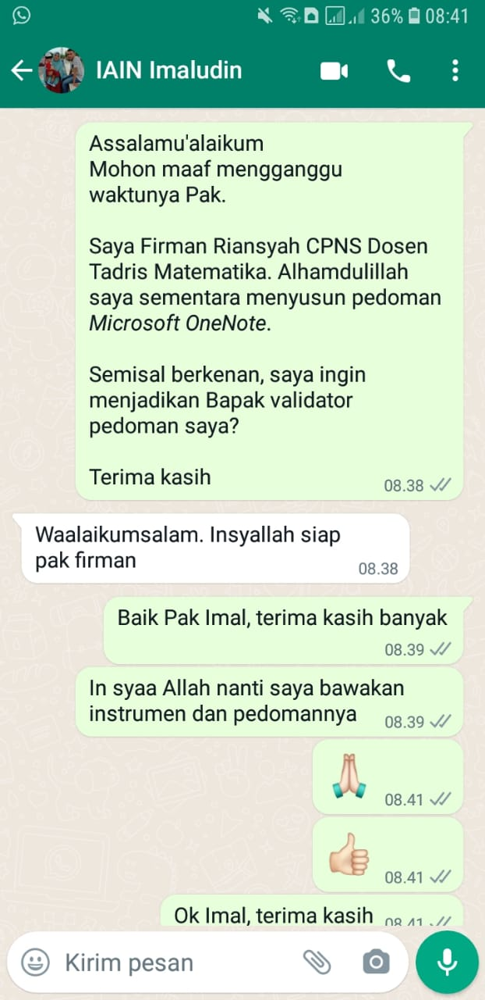 36% 08:41
IAIN Imaludin
Assalamu'alaikum
Mohon maaf mengganggu
waktunya Pak.
Saya Firman Riansyah CPNS Dosen
Tadris Matematika. Alhamdulillah
saya sementara menyusun pedoman
Microsoft OneNote.
Semisal berkenan, saya ingin
menjadikan Bapak validator
pedoman saya?
Terima kasih
08.38
Waalaikumsalam. Insyallah siap
pak firman
08.38
Baik Pak Imal, terima kasih banyak
08.39
In syaa Allah nanti saya bawakan
instrumen dan pedomannya
08.39
08.41
08.41
Ok Imal, terima kasih
08.41
Kirim pesan